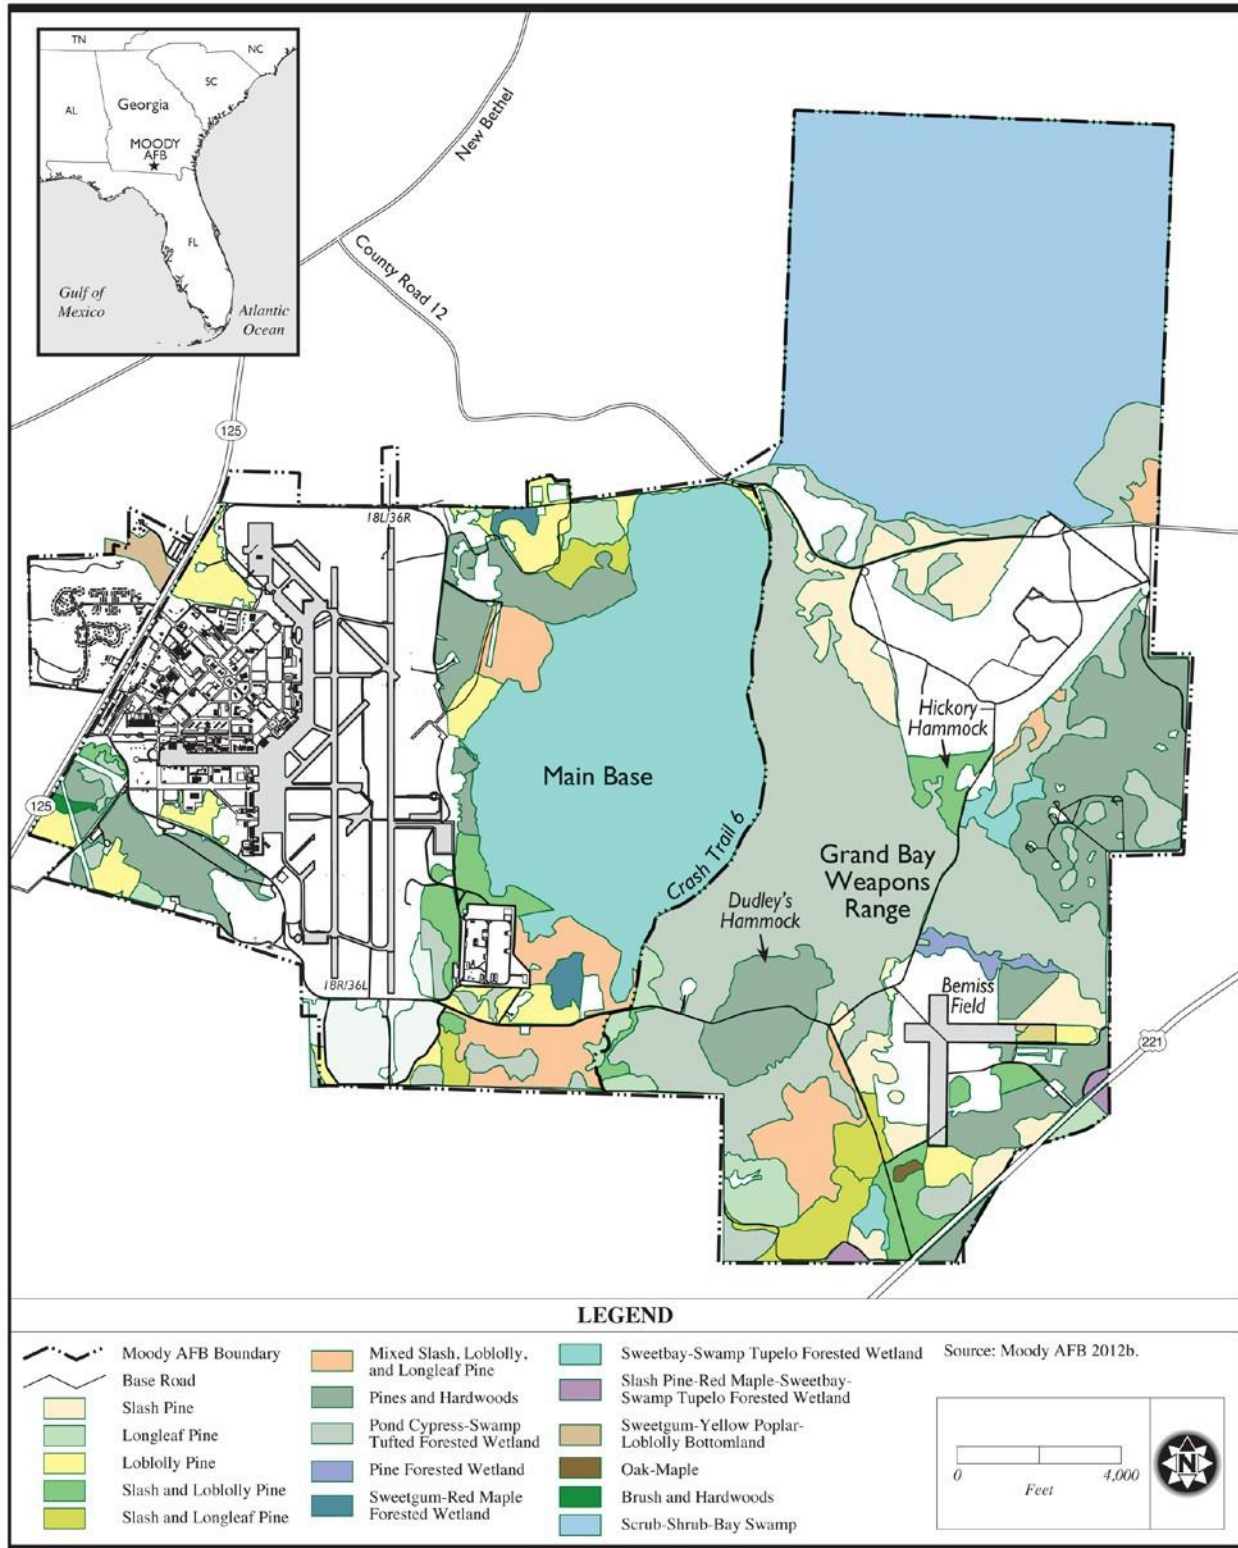 TN
NC
SC
AL
Georgia
MOODY
AFB
FL
Gulf of
Mexico
Atlantic
Ocean
New Bethel
County Road 12
125
18L/36R
Hickory
Hammock
Main Base
125
Crash Trail 6
Grand Bay
Weapons
Range
Dudley's
Hammock
18R/36L
Bemiss
Field
221
LEGEND
Moody AFB Boundary
Base Road
Slash Pine
Longleaf Pine
Loblolly Pine
Slash and Loblolly Pine
Slash and Longleaf Pine
Mixed Slash, Loblolly,
and Longleaf Pine
Pines and Hardwoods
Pond Cypress-Swamp
Tufted Forested Wetland
Pine Forested Wetland
Sweetgum-Red Maple
Forested Wetland
Sweetbay-Swamp Tupelo Forested Wetland
Slash Pine-Red Maple-Sweetbay-
Swamp Tupelo Forested Wetland
Sweetgum-Yellow Poplar-
Loblolly Bottomland
Oak-Maple
Brush and Hardwoods
Scrub-Shrub-Bay Swamp
Source: Moody AFB 2012b.
0
4,000
Feet
N